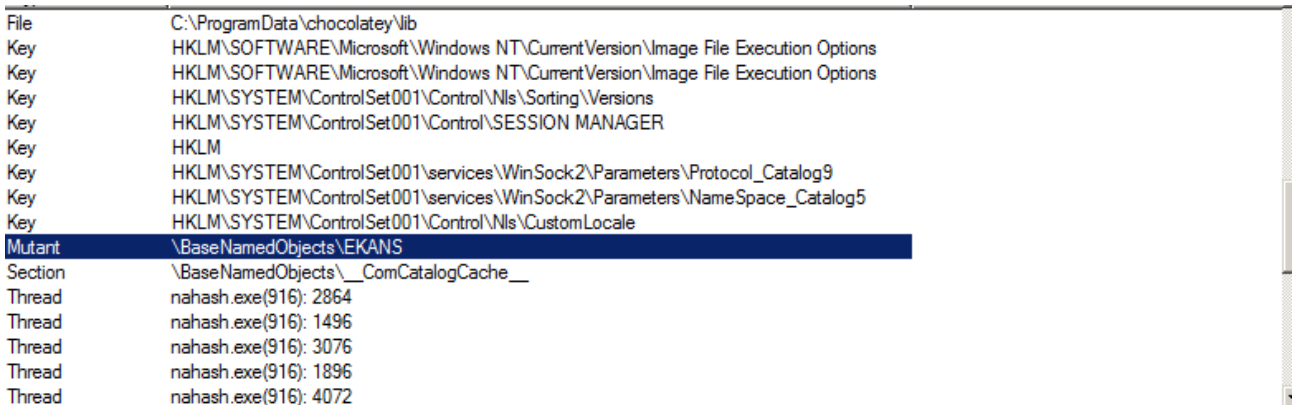 File C:\ProgramData\chocolatey\lib
Key HKLM\SOFTWARE\Microsoft\Windows NT\CurrentVersion\Image File Execution Options
Key HKLM\SOFTWARE\Microsoft\Windows NT\CurrentVersion\Image File Execution Options
Key HKLM\SYSTEM\ControlSet001\Control\Nls\Sorting\Versions
Key HKLM\SYSTEM\ControlSet001\Control\SESSION MANAGER
Key HKLM
Key HKLM\SYSTEM\ControlSet001\services\WinSock2\Parameters\Protocol_Catalog9
Key HKLM\SYSTEM\ControlSet001\services\WinSock2\Parameters\NameSpace_Catalog5
Key HKLM\SYSTEM\ControlSet001\Control\Nls\CustomLocale
Mutant \BaseNamedObjects\EKANS
Section \BaseNamedObjects\__ComCatalogCache__
Thread nahash.exe(916): 2864
Thread nahash.exe(916): 1496
Thread nahash.exe(916): 3076
Thread nahash.exe(916): 1896
Thread nahash.exe(916): 4072